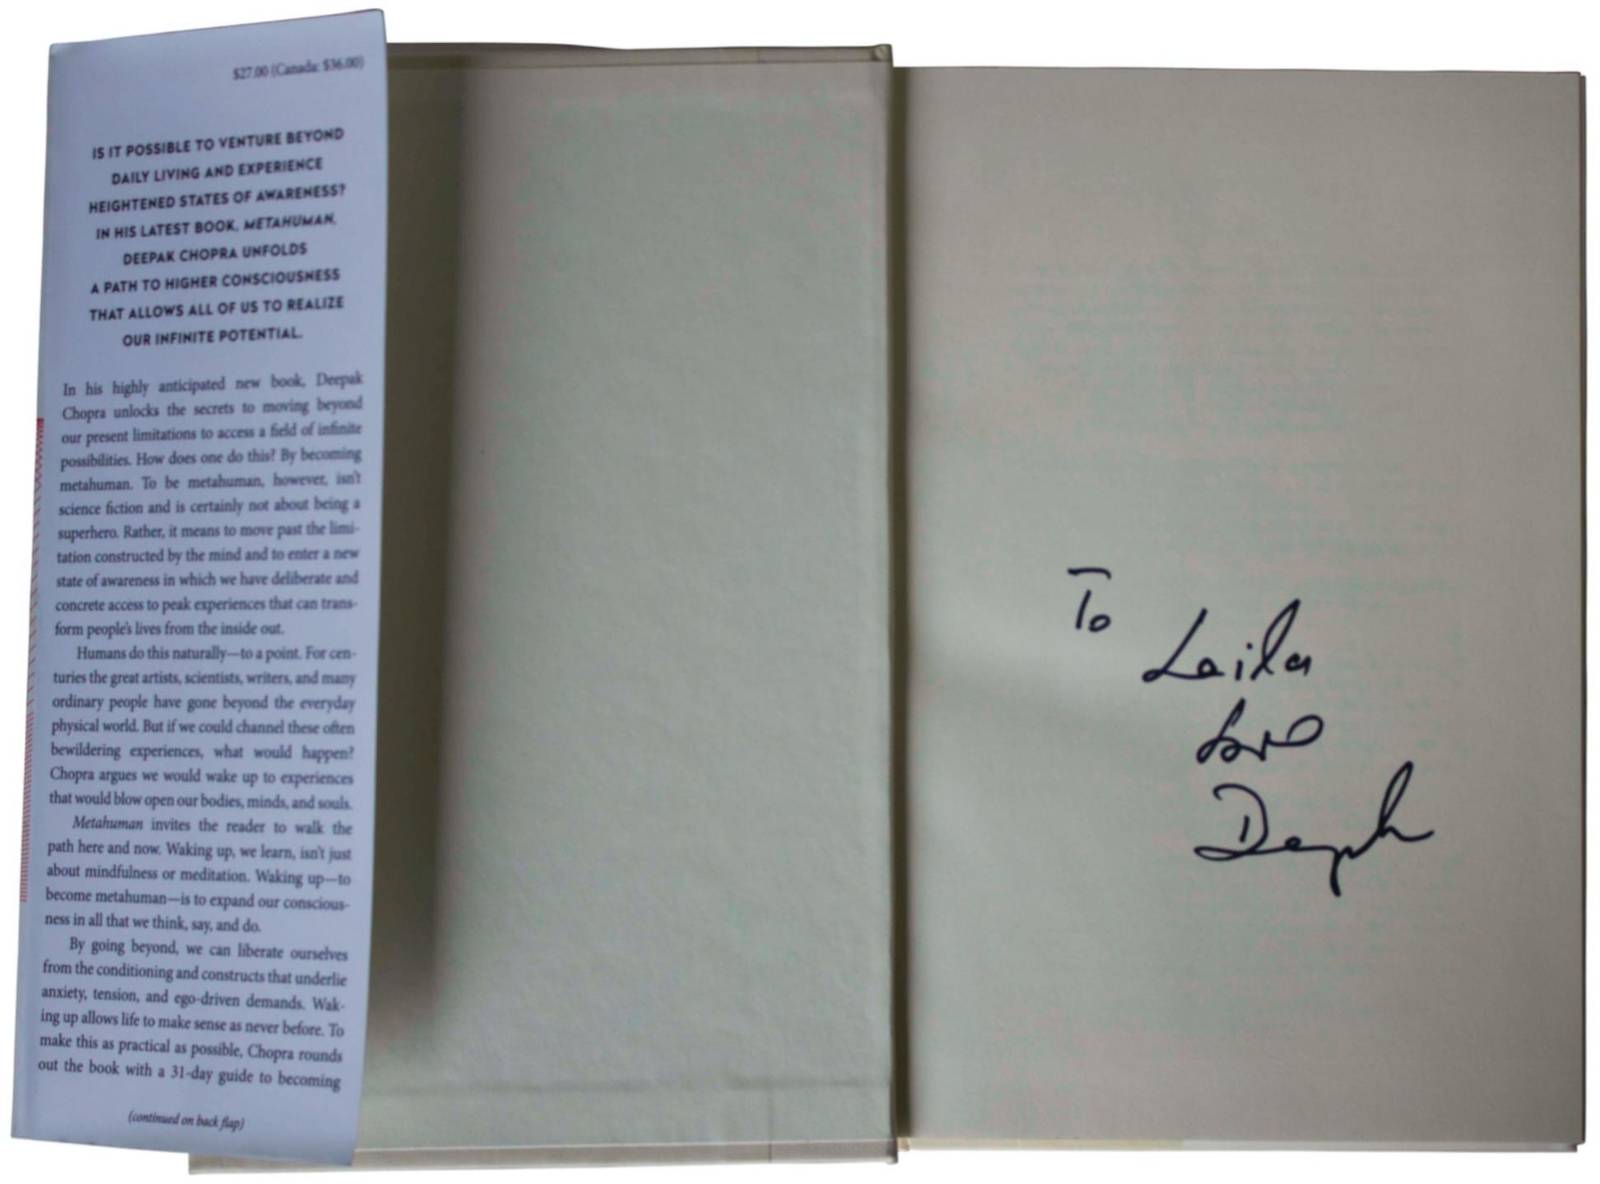 $27.00 (Canada: $36.00)
IS IT POSSIBLE TO VENTURE BEYOND
DAILY LIVING AND EXPERIENCE
HEIGHTENED STATES OF AWARENESS?
IN HIS LATEST BOOK, METAHUMAN,
DEEPAK CHOPRA UNFOLDS
A PATH TO HIGHER CONSCIOUSNESS
THAT ALLOWS ALL OF US TO REALIZE
OUR INFINITE POTENTIAL.
In his highly anticipated new book, Deepak
Chopra unlocks the secrets to moving beyond
our present limitations to access a field of infinite
possibilities. How does one do this? By becoming
metahuman. To be metahuman, however, isn't
science fiction and is certainly not about being a
superhero. Rather, it means to move past the limi-
tation constructed by the mind and to enter a new
state of awareness in which we have deliberate and
concrete access to peak experiences that can trans-
form people's lives from the inside out.
Humans do this naturally—to a point. For cen-
turies the great artists, scientists, writers, and many
ordinary people have gone beyond the everyday
physical world. But if we could channel these often
bewildering experiences, what would happen?
Chopra argues we would wake up to experiences
that would blow open our bodies, minds, and souls.
Metahuman invites the reader to walk the
path here and now. Waking up, we learn, isn't just
about mindfulness or meditation. Waking up—to
become metahuman—is to expand our conscious-
ness in all that we think, say, and do.
By going beyond, we can liberate ourselves
from the conditioning and constructs that underlie
anxiety, tension, and ego-driven demands. Wak-
ing up allows life to make sense as never before. To
make this as practical as possible, Chopra rounds
out the book with a 31-day guide to becoming
(continued on back flap)
To
Laila
Love
Deepak